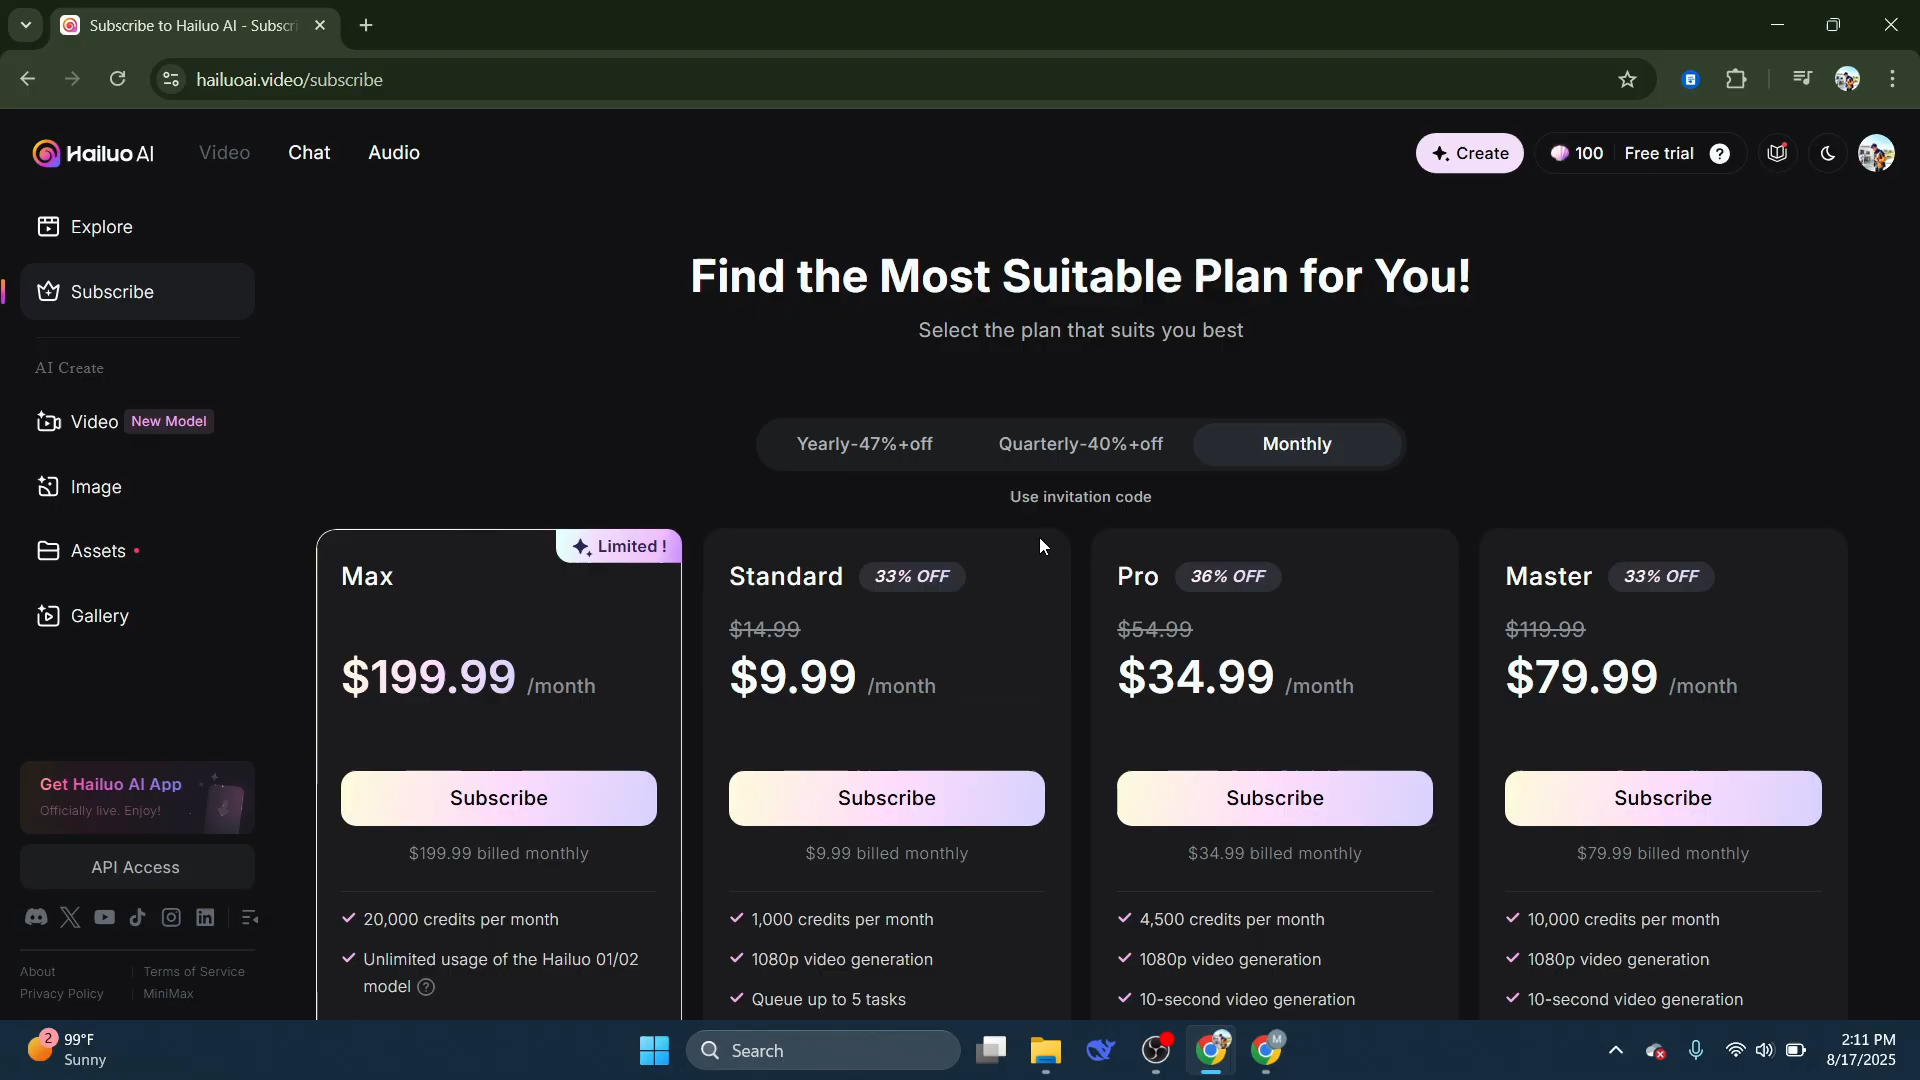 Subscribe to Hailuo AI - Subscri
hailuoai.video/subscribe
Hailuo AI
Video
Chat
Audio
Create
100
Free trial
Explore
Subscribe
AI Create
Video
New Model
Image
Assets
Gallery
Get Hailuo AI App
Officially live. Enjoy!
API Access
About
Terms of Service
Privacy Policy
MiniMax
Find the Most Suitable Plan for You!
Select the plan that suits you best
Yearly-47%+off
Quarterly-40%+off
Monthly
Use invitation code
Limited !
Max
$199.99 /month
Subscribe
$199.99 billed monthly
20,000 credits per month
Unlimited usage of the Hailuo 01/02
model ?
Standard
33% OFF
$14.99
$9.99 /month
Subscribe
$9.99 billed monthly
1,000 credits per month
1080p video generation
Queue up to 5 tasks
Pro
36% OFF
$54.99
$34.99 /month
Subscribe
$34.99 billed monthly
4,500 credits per month
1080p video generation
10-second video generation
Master
33% OFF
$119.99
$79.99 /month
Subscribe
$79.99 billed monthly
10,000 credits per month
1080p video generation
10-second video generation
2
99°F
Sunny
Search
M
2:11 PM
8/17/2025